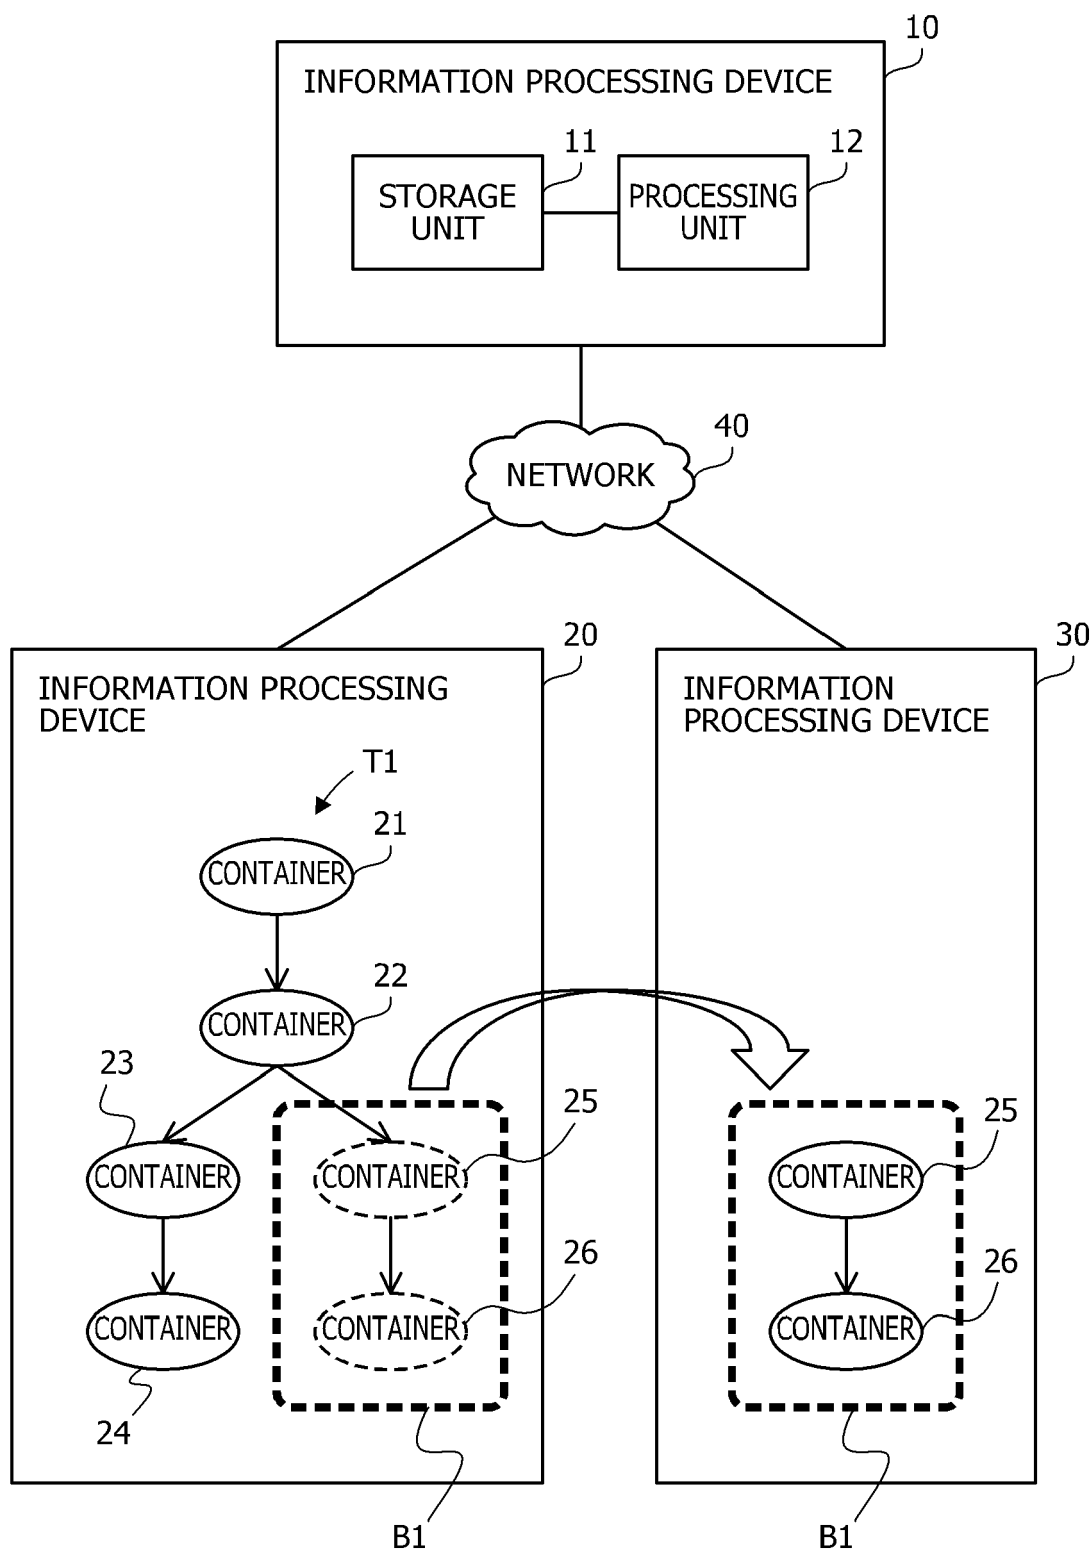 10
INFORMATION PROCESSING DEVICE
11
12
STORAGE
UNIT
PROCESSING
UNIT
40
NETWORK
20
30
INFORMATION PROCESSING
DEVICE
INFORMATION
PROCESSING DEVICE
T1
21
CONTAINER
22
CONTAINER
23
25
25
CONTAINER
CONTAINER
CONTAINER
26
26
CONTAINER
CONTAINER
CONTAINER
24
B1
B1